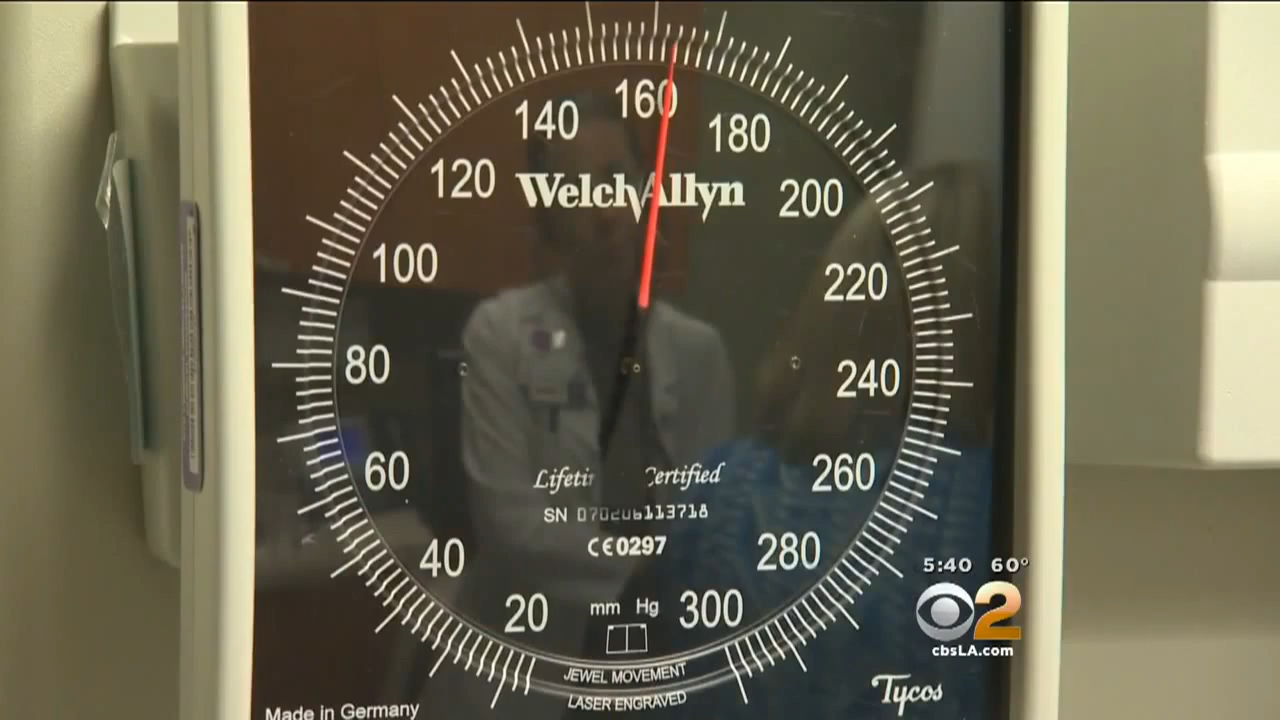 160
140 180
120 WelchAllyn 200
100 220
80 240
60 260
Certified
SN
CE0297
40 280
20 mm Hg 300
JEWEL MOVEMENT
LASER ENGRAVED
Made in Germany
Tycos
5:40 60°
2
cbsLA.com